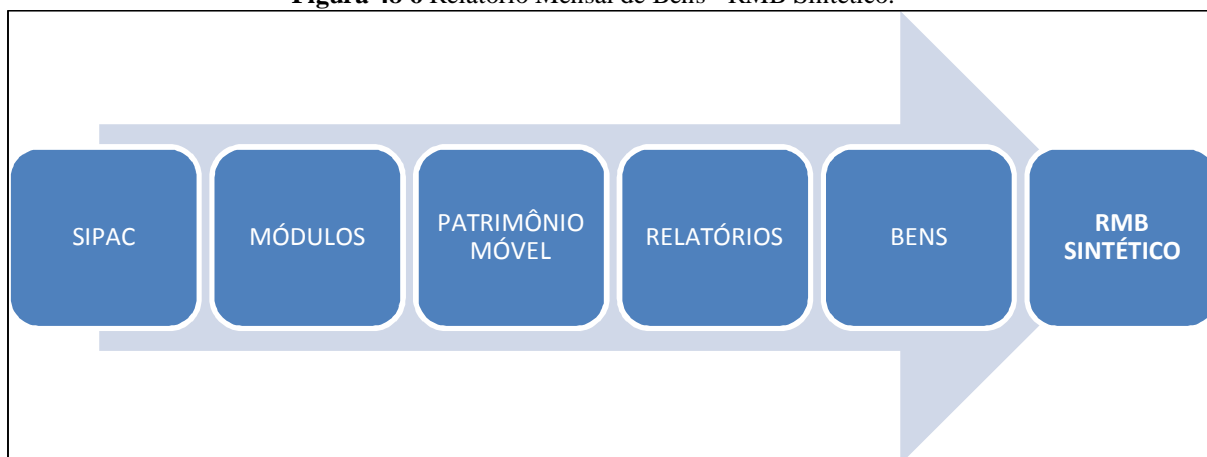 Relatório Mensal de Bens - RMB Sintético.
SIPAC
MÓDULOS
PATRIMÔNIO
MÓVEL
RELATÓRIOS
BENS
RMB
SINTÉTICO